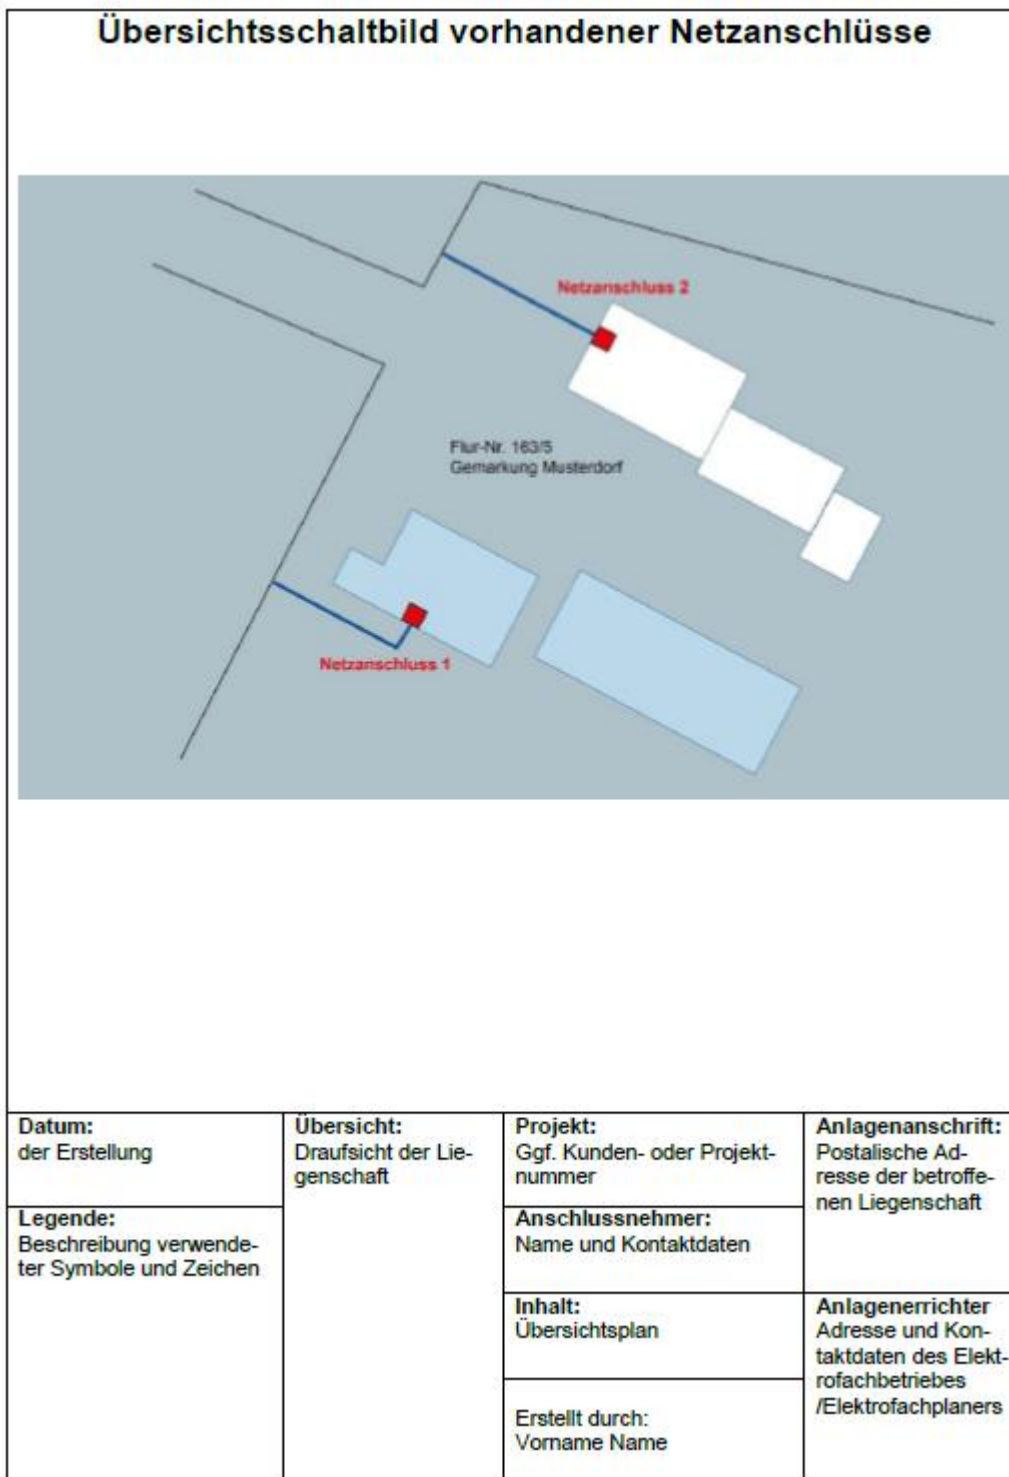 Übersichtsschaltbild vorhandener Netzanschlüsse
Netzanschluss 2
Flur-Nr. 163/5
Gemarkung Musterdorf
Netzanschluss 1
Datum:
der Erstellung
Legende:
Beschreibung verwende-
ter Symbole und Zeichen
Übersicht:
Draufsicht der Lie-
genschaft
Projekt:
Ggf. Kunden- oder Projekt-
nummer
Anschlussnehmer:
Name und Kontaktdaten
Inhalt:
Übersichtsplan
Erstellt durch:
Vorname Name
Anlagenanschrift:
Postalische Ad-
resse der betroffe-
nen Liegenschaft
Anlagenerrichter
Adresse und Kon-
taktdaten des Elekt-
rofachbetriebes
/Elektrofachplaners